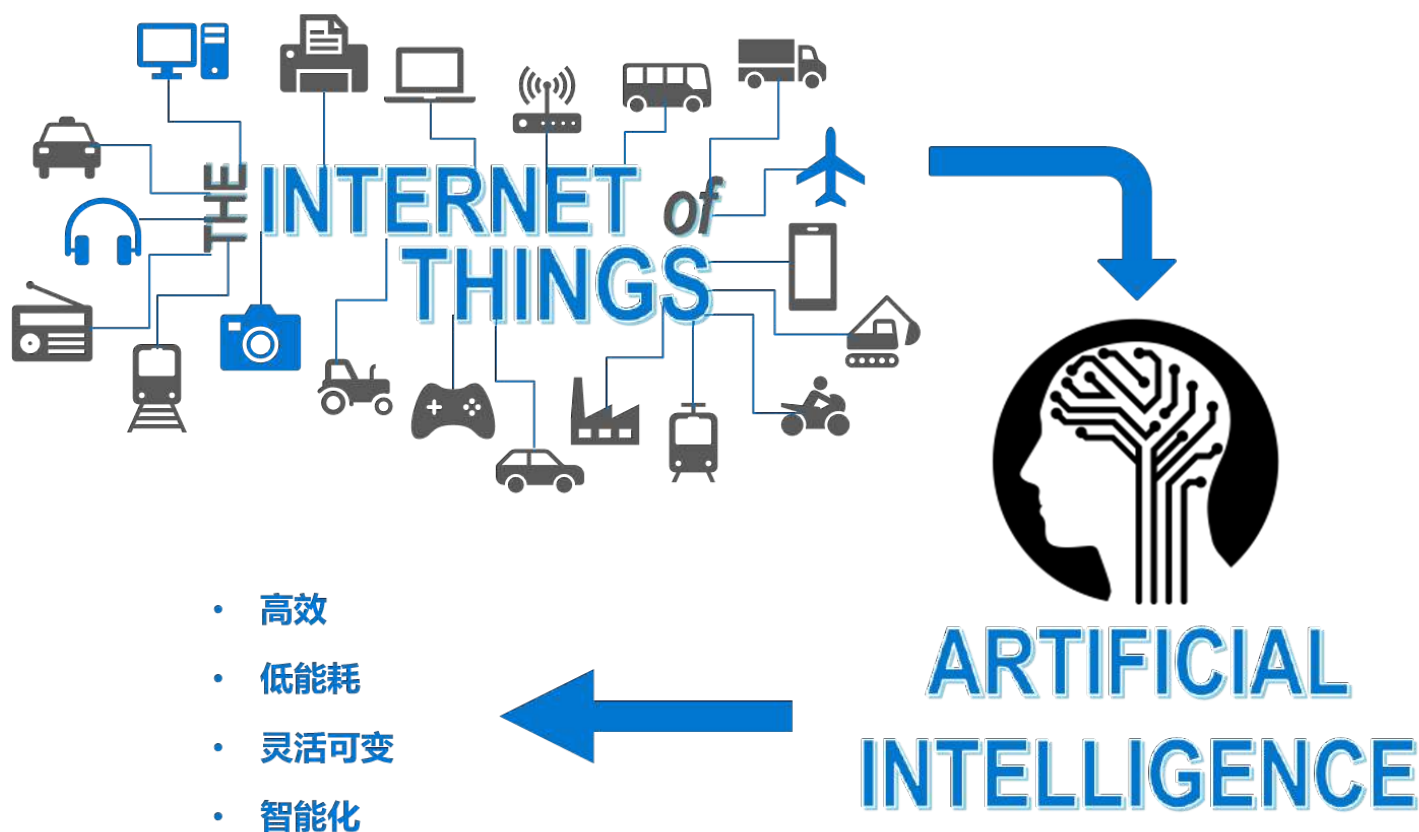 THE INTERNET of
THINGS
ARTIFICIAL
INTELLIGENCE
• 高效
• 低能耗
• 灵活可变
• 智能化